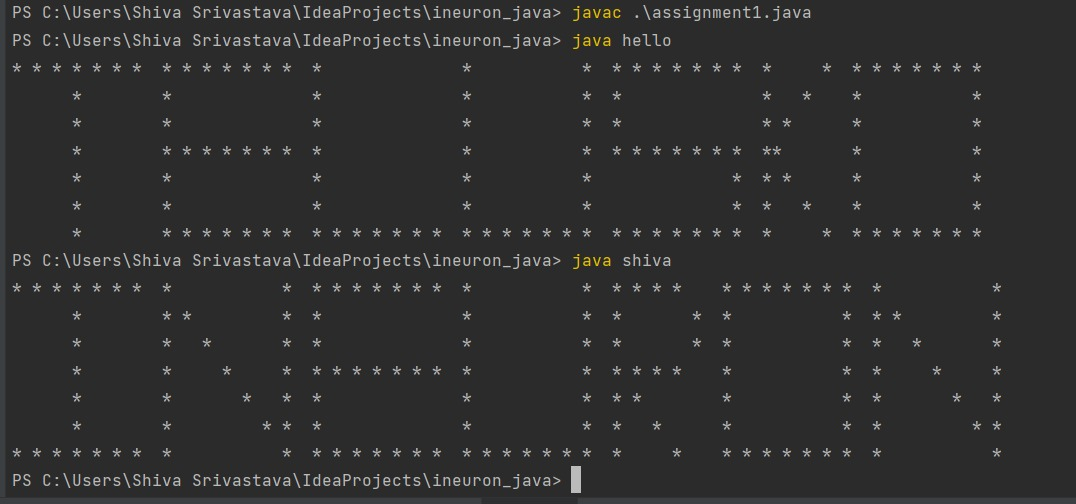 PS C:\Users\Shiva Srivastava\IdeaProjects\ineuron_java> javac .\assignment1.java
PS C:\Users\Shiva Srivastava\IdeaProjects\ineuron_java> java hello
* * * * * * *  * * * * * * *  *              *           *  * * * * * * *  *     *  * * * * * * *
      *        *              *              *           *  *              *   *    *           *
      *        *              *              *           *  *              * *      *           *
      *        * * * * * * *  *              *           *  * * * * * * *  **       *           *
      *        *              *              *           *              *  * *      *           *
      *        *              *              *           *              *  *   *    *           *
      *        * * * * * * *  * * * * * * *  * * * * * * *  * * * * * * *  *     *  * * * * * * *
PS C:\Users\Shiva Srivastava\IdeaProjects\ineuron_java> java shiva
* * * * * * *  *           *  * * * * * * *  *           *  * * * *    * * * * * * *  *           *
      *        * *         *  *              *           *  *       *  *           *  * *         *
      *        *   *       *  *              *           *  *       *  *           *  *   *       *
      *        *     *     *  * * * * * * *  *           *  * * * *    *           *  *     *     *
      *        *       *   *  *              *           *  * *        *           *  *       *   *
      *        *         * *  *              *           *  *   *      *           *  *         * *
* * * * * * *  *           *  * * * * * * *  * * * * * * *  *     *    * * * * * * *  *           *
PS C:\Users\Shiva Srivastava\IdeaProjects\ineuron_java>